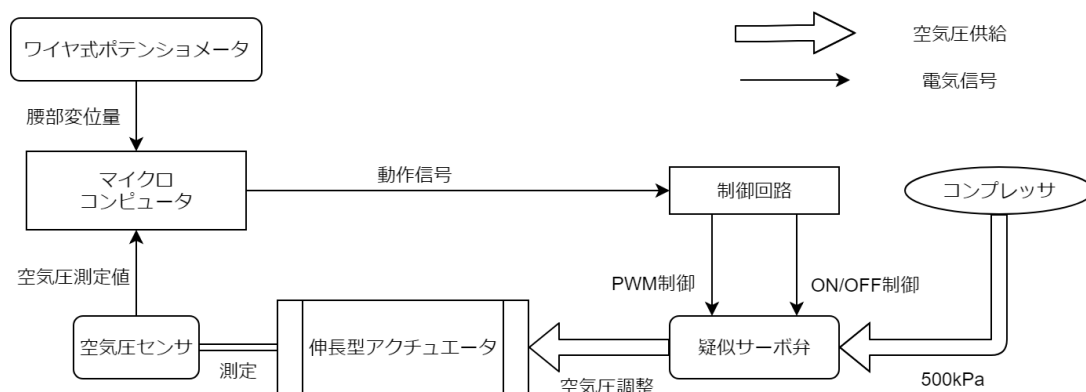 ワイヤ式ポテンショメータ
空気圧供給
電気信号
腰部変位量
マイクロ
コンピュータ
動作信号
制御回路
コンプレッサ
空気圧測定値
PWM制御
ON/OFF制御
空気圧センサ
測定
伸長型アクチュエータ
空気圧調整
疑似サーボ弁
500kPa